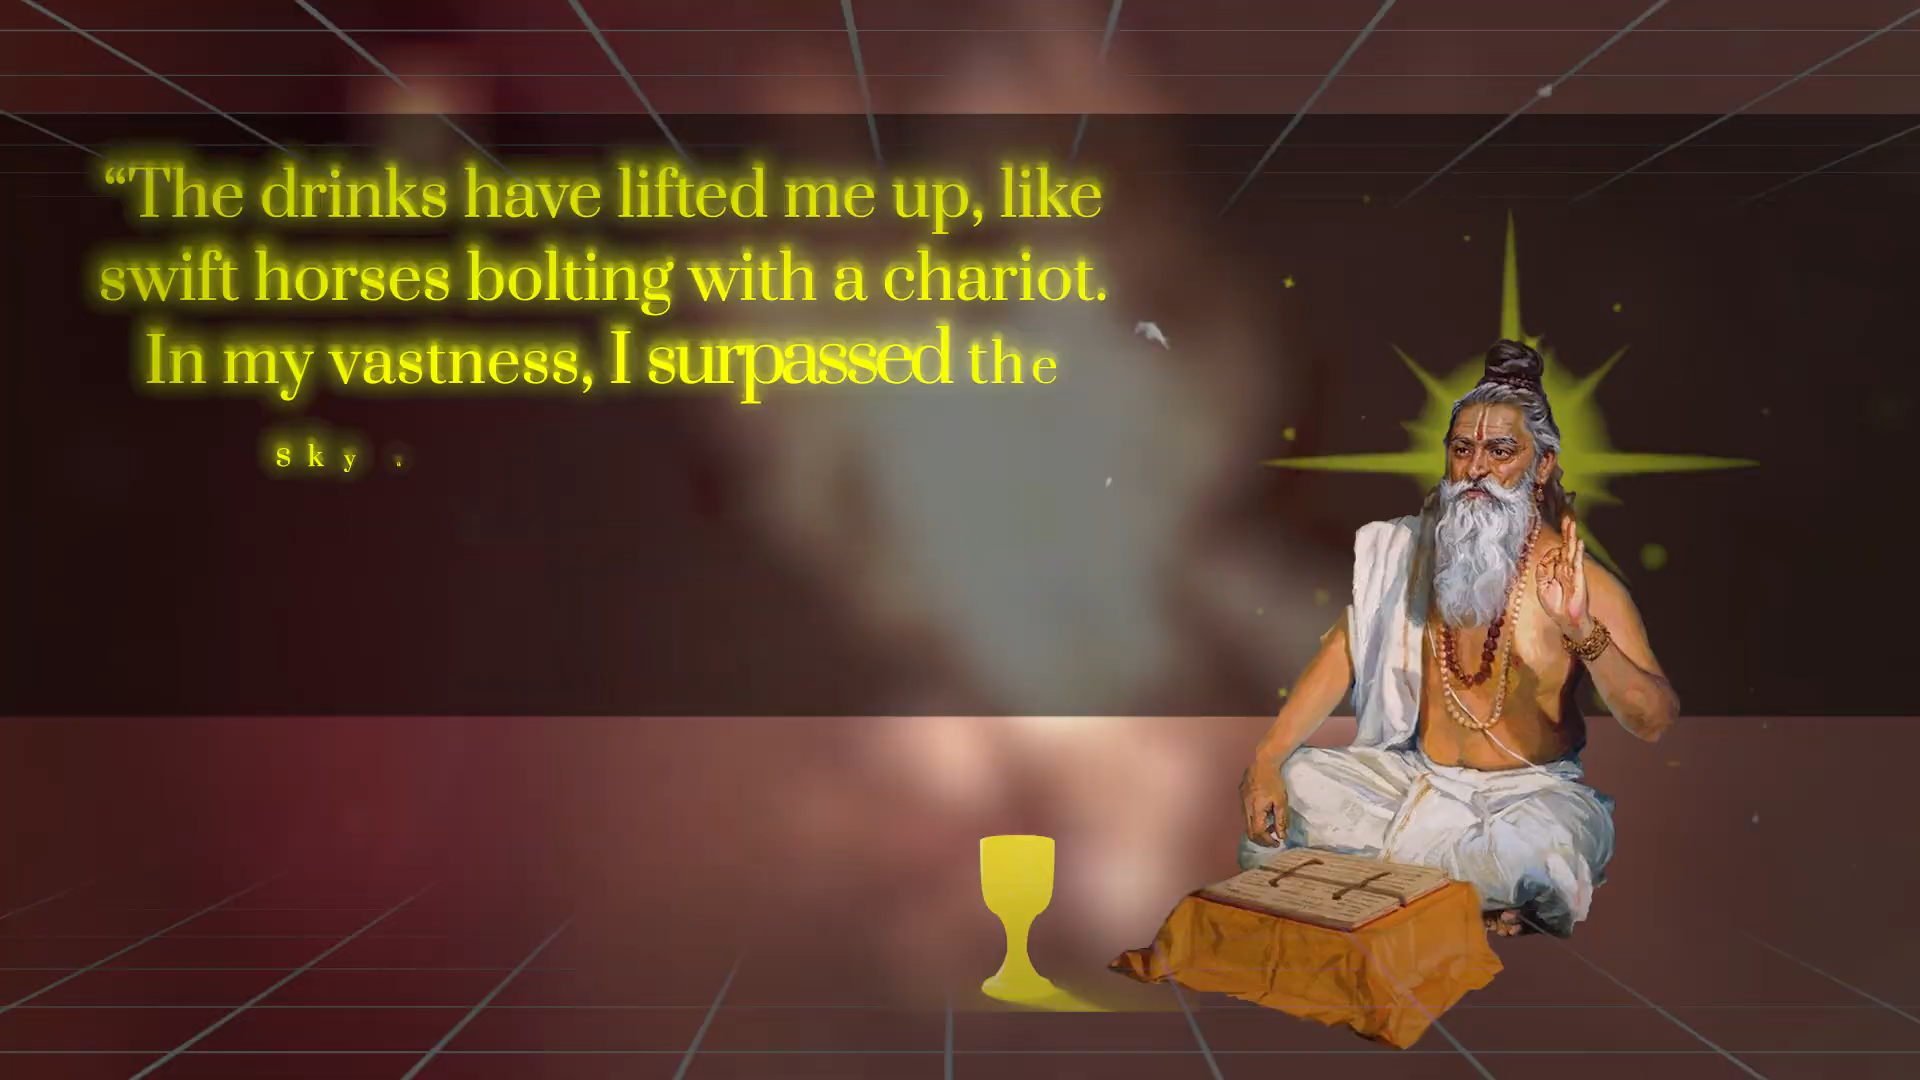 “The drinks have lifted me up, like
swift horses bolting with a chariot.
In my vastness, I surpassed the
sky